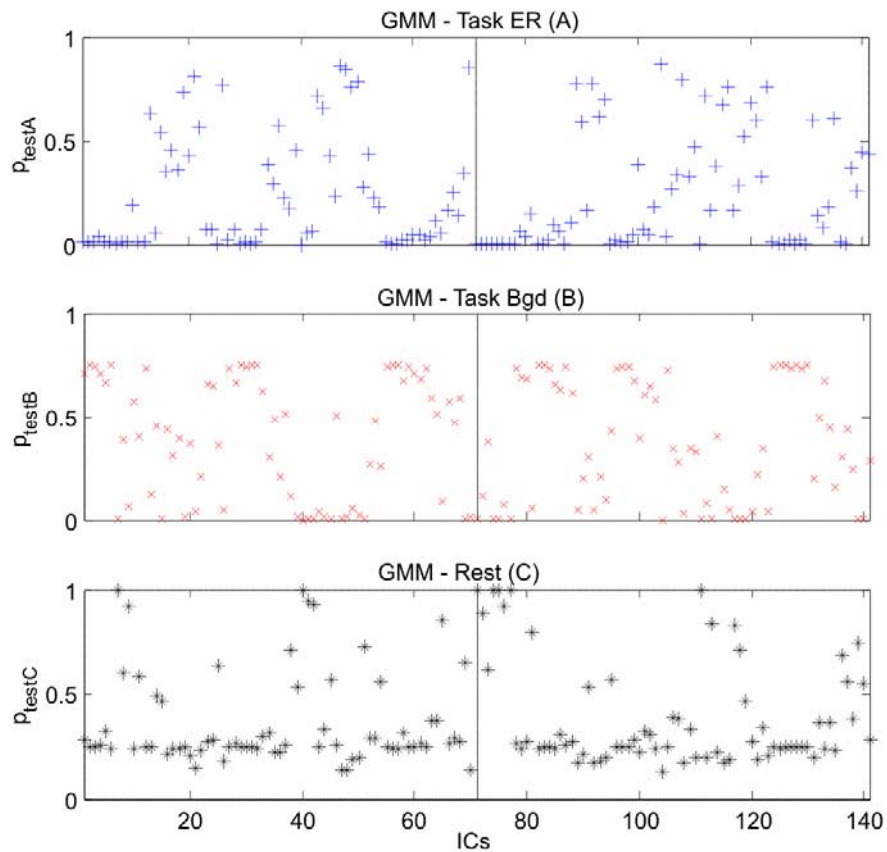 GMM - Task ER (A)
1
0.5
0
p_testA
GMM - Task Bgd (B)
1
0.5
0
p_testB
GMM - Rest (C)
1
0.5
0
p_testC
20
40
60
80
100
120
140
ICs